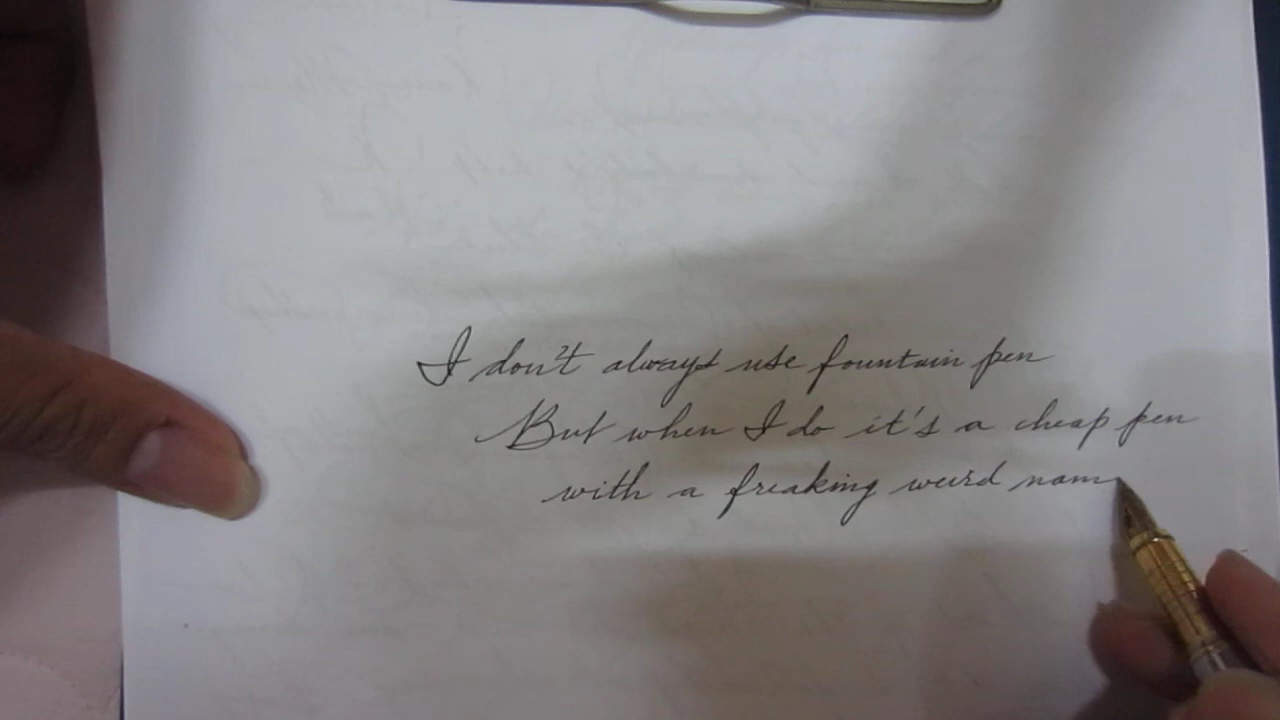 I don't always use fountain pen
But when I do it's a cheap pen
with a freaking weird nam